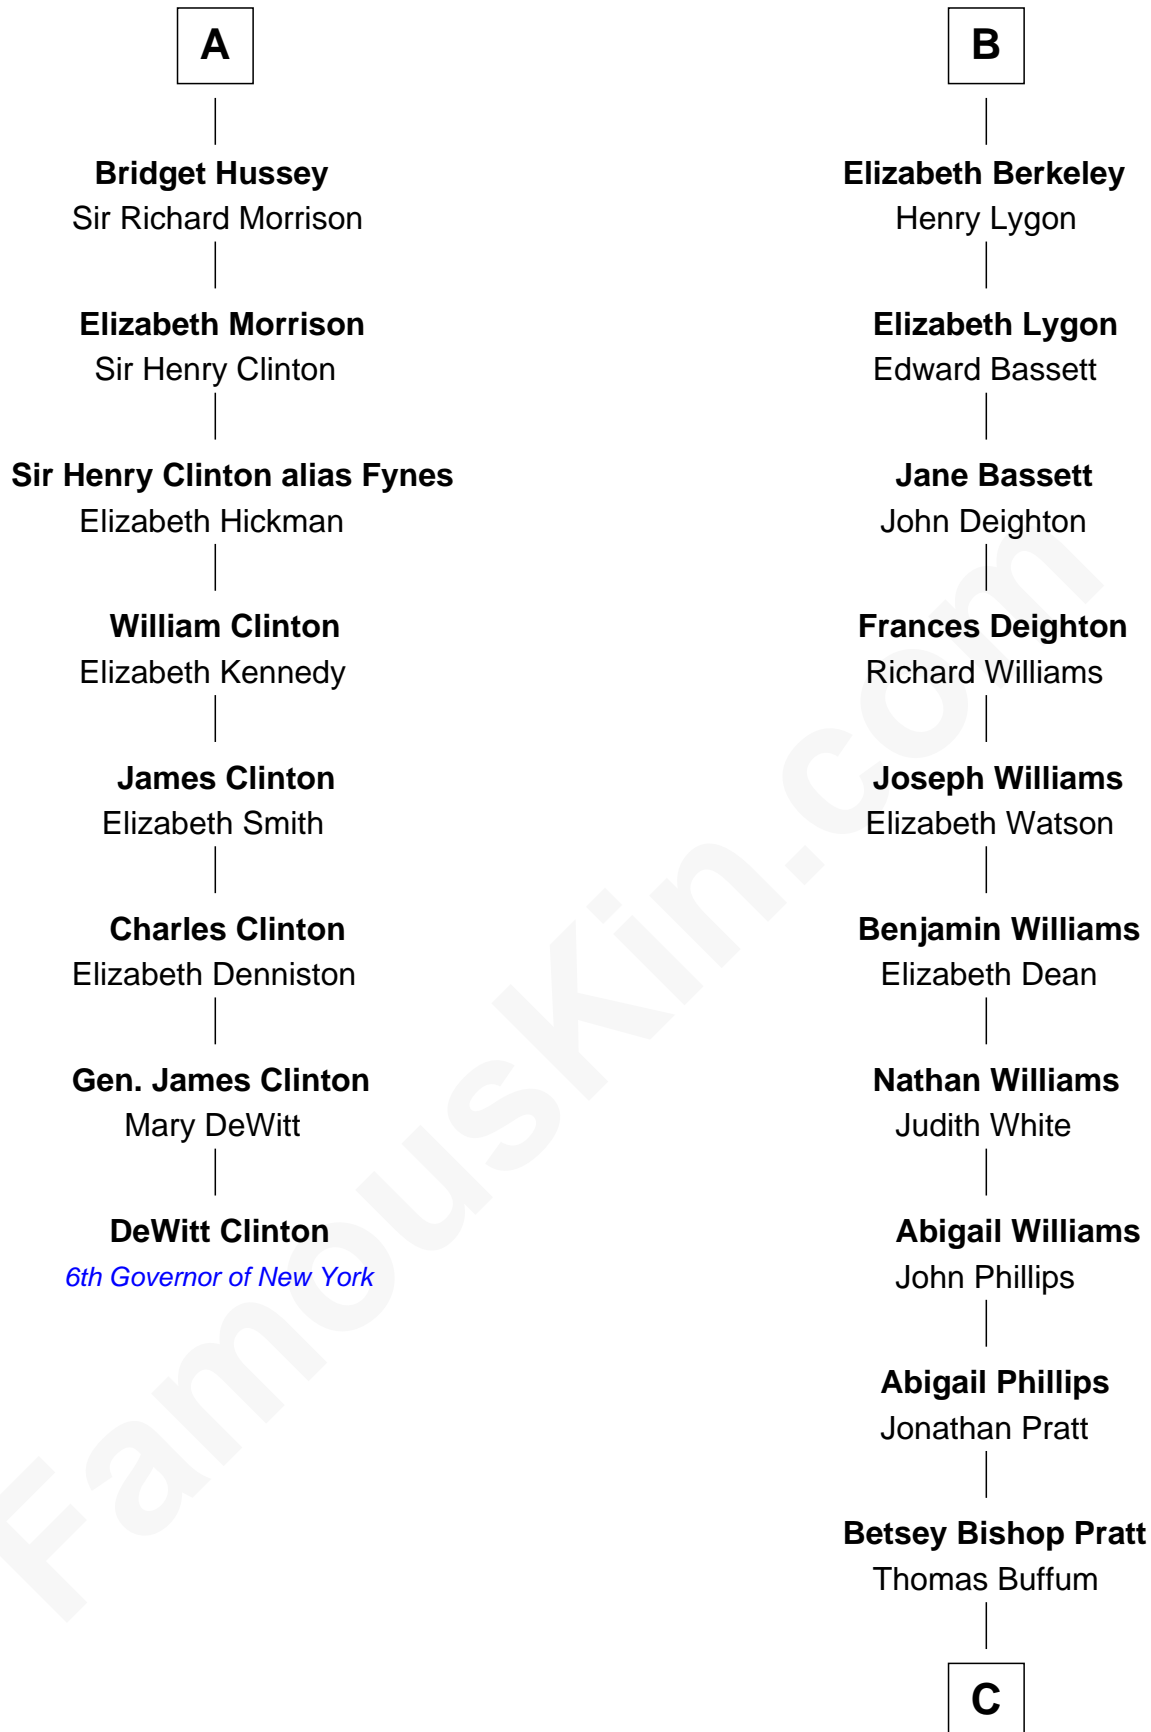 A
Bridget Hussey
Sir Richard Morrison
Elizabeth Morrison
Sir Henry Clinton
Sir Henry Clinton alias Fynes
Elizabeth Hickman
William Clinton
Elizabeth Kennedy
James Clinton
Elizabeth Smith
Charles Clinton
Elizabeth Denniston
Gen. James Clinton
Mary DeWitt
DeWitt Clinton
6th Governor of New York
B
Elizabeth Berkeley
Henry Lygon
Elizabeth Lygon
Edward Bassett
Jane Bassett
John Deighton
Frances Deighton
Richard Williams
Joseph Williams
Elizabeth Watson
Benjamin Williams
Elizabeth Dean
Nathan Williams
Judith White
Abigail Williams
John Phillips
Abigail Phillips
Jonathan Pratt
Betsey Bishop Pratt
Thomas Buffum
C
FamousKin.com